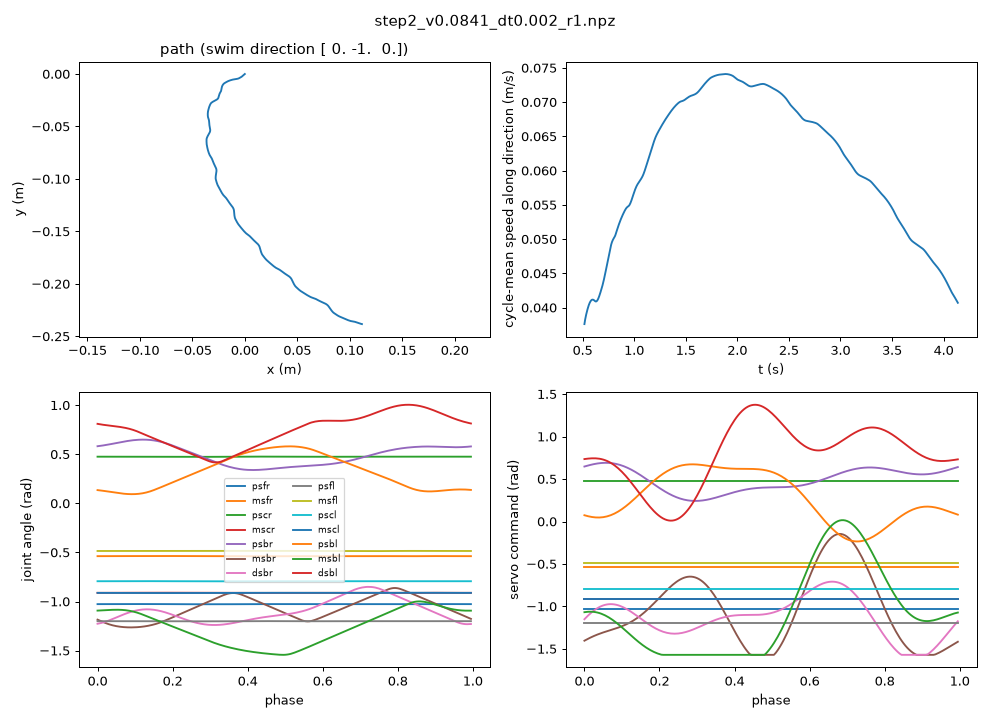 step2_v0.0841_dt0.002_r1.npz
path (swim direction [ 0. -1.  0.])
0.00
−0.05
−0.10
−0.15
−0.20
−0.25
y (m)
−0.15
−0.10
−0.05
0.00
0.05
0.10
0.15
0.20
x (m)
0.075
0.070
0.065
0.060
0.055
0.050
0.045
0.040
cycle-mean speed along direction (m/s)
0.5
1.0
1.5
2.0
2.5
3.0
3.5
4.0
t (s)
1.0
0.5
0.0
−0.5
−1.0
−1.5
joint angle (rad)
psfr
msfr
pscr
mscr
psbr
msbr
dsbr
psfl
msfl
pscl
mscl
psbl
msbl
dsbl
0.0
0.2
0.4
0.6
0.8
1.0
phase
1.5
1.0
0.5
0.0
−0.5
−1.0
−1.5
servo command (rad)
0.0
0.2
0.4
0.6
0.8
1.0
phase